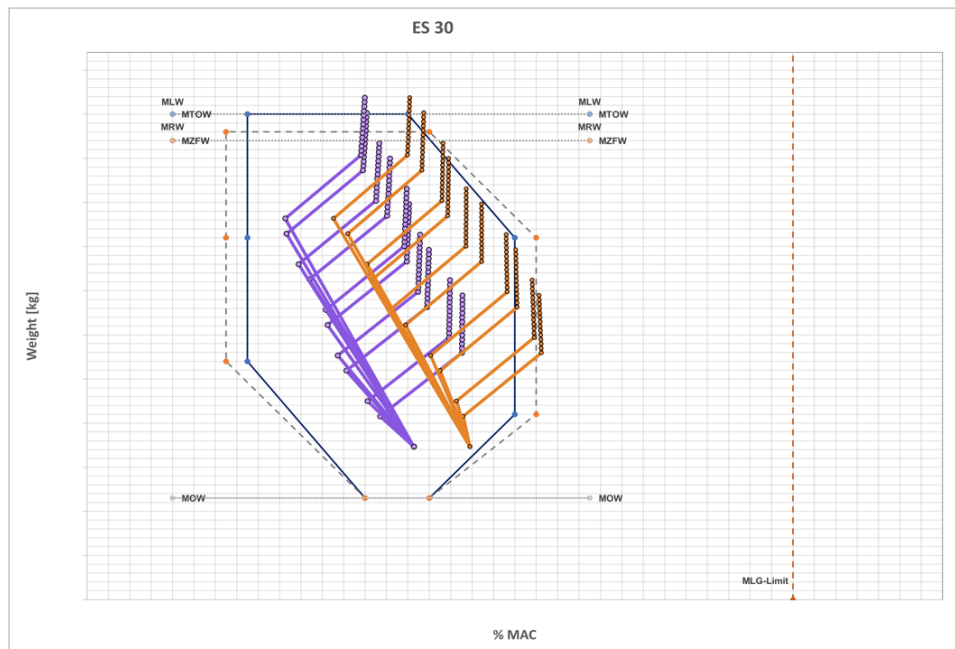 ES 30
MLW
MTOW
MRW
MZFW
MLW
MTOW
MRW
MZFW
Weight [kg]
MOW
MOW
MLG-Limit
% MAC